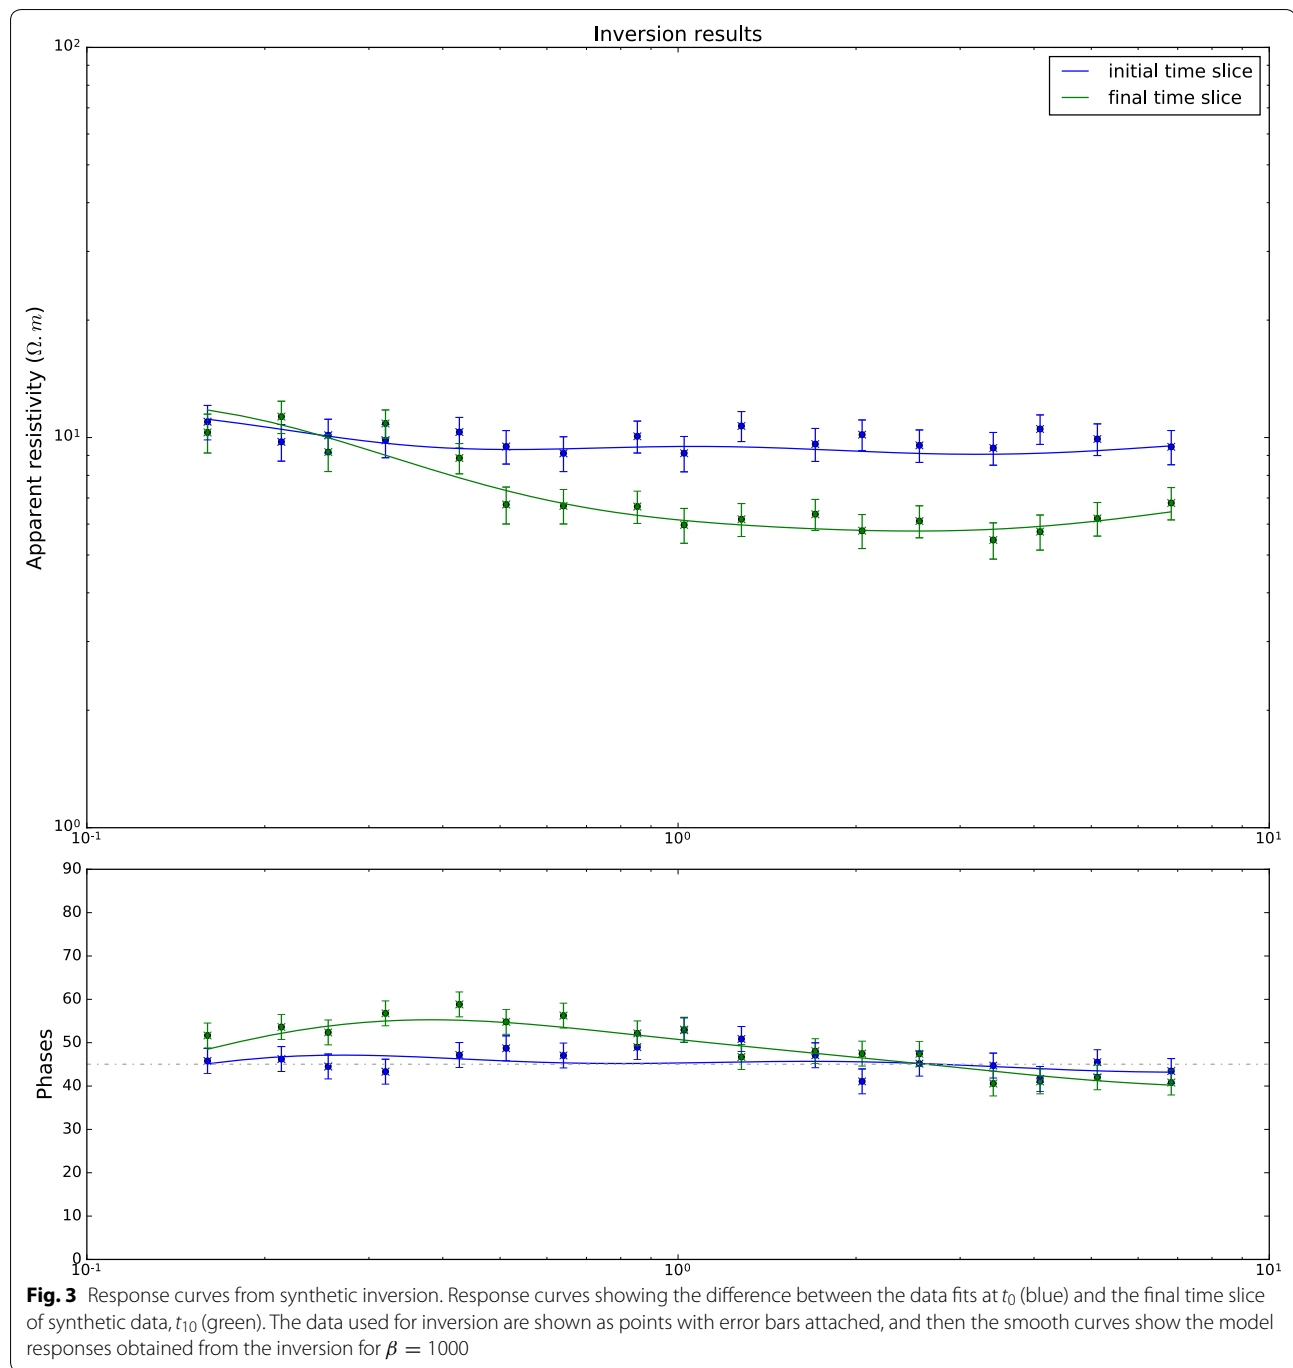 Inversion results
initial time slice
final time slice
10²
10¹
10⁰
Apparent resistivity (Ω.m)
10⁻¹ 10⁰ 10¹
90
80
70
60
50
40
30
20
10
0
Phases
10⁻¹ 10⁰ 10¹
Fig. 3 Response curves from synthetic inversion. Response curves showing the difference between the data fits at t₀ (blue) and the final time slice
of synthetic data, t₁₀ (green). The data used for inversion are shown as points with error bars attached, and then the smooth curves show the model
responses obtained from the inversion for β = 1000